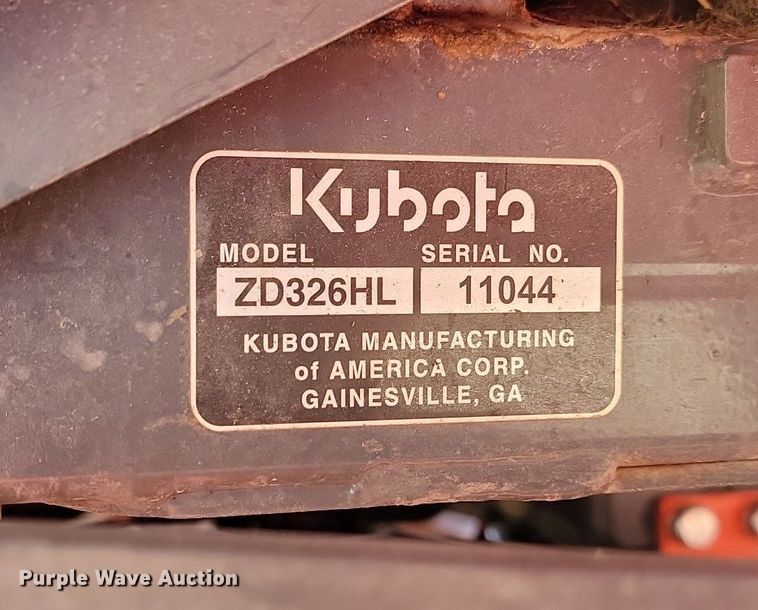 Kubota
MODEL SERIAL NO.
ZD326HL 11044
KUBOTA MANUFACTURING
of AMERICA CORP.
GAINESVILLE, GA
Purple Wave Auction